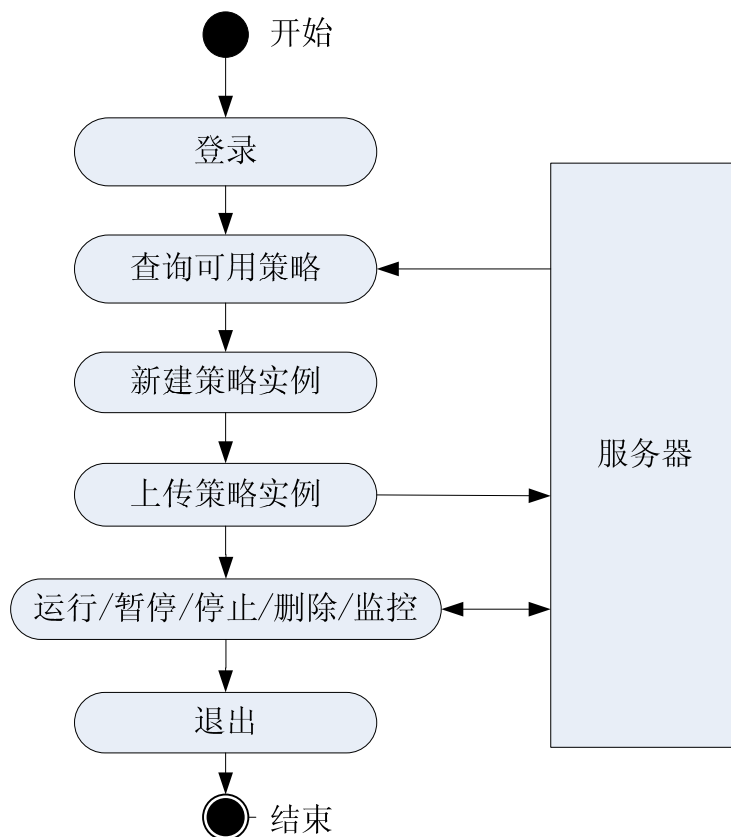 开始
登录
查询可用策略
新建策略实例
上传策略实例
服务器
运行/暂停/停止/删除/监控
退出
结束